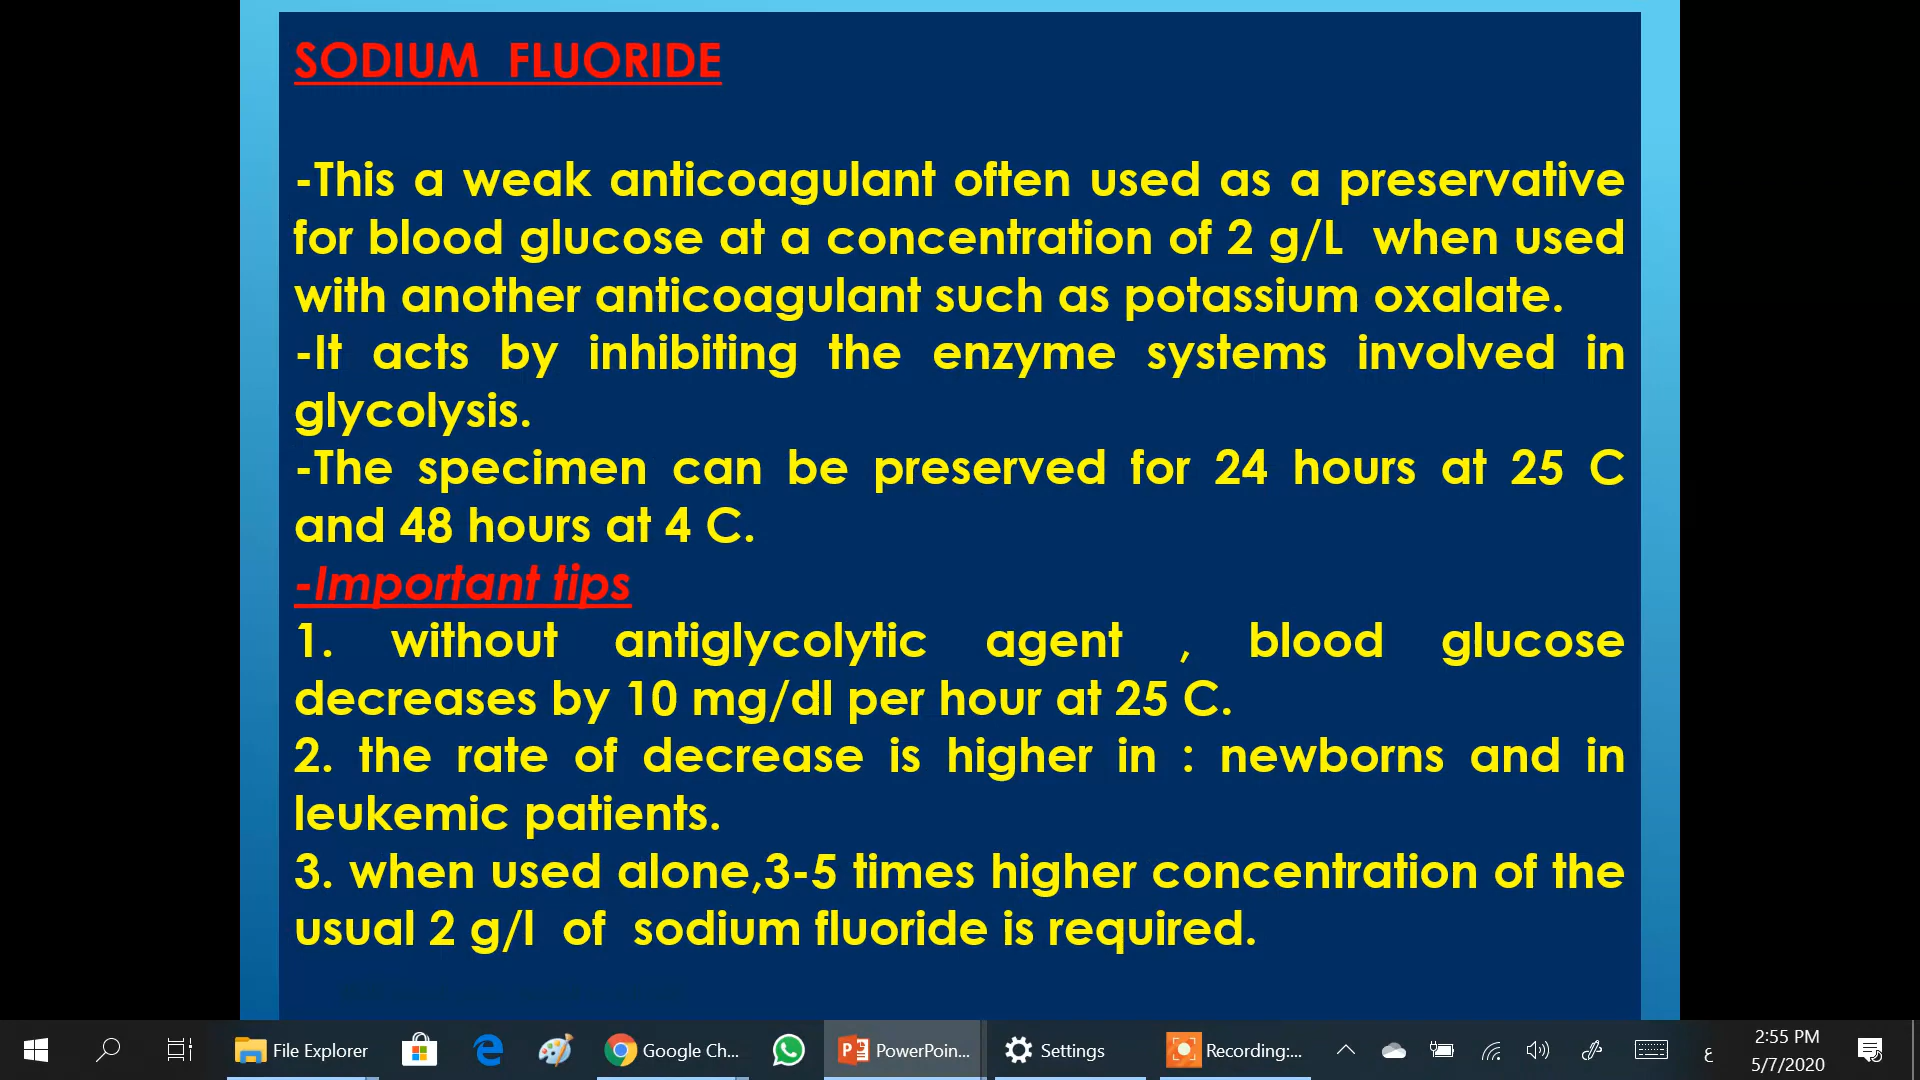 SODIUM FLUORIDE
-This a weak anticoagulant often used as a preservative
for blood glucose at a concentration of 2 g/L when used
with another anticoagulant such as potassium oxalate.
-It acts by inhibiting the enzyme systems involved in
glycolysis.
-The specimen can be preserved for 24 hours at 25 C
and 48 hours at 4 C.
-Important tips
1. without antiglycolytic agent , blood glucose
decreases by 10 mg/dl per hour at 25 C.
2. the rate of decrease is higher in : newborns and in
leukemic patients.
3. when used alone,3-5 times higher concentration of the
usual 2 g/l of sodium fluoride is required.
File Explorer Google Ch... PowerPoin... Settings Recording:... ع 2:55 PM
5/7/2020